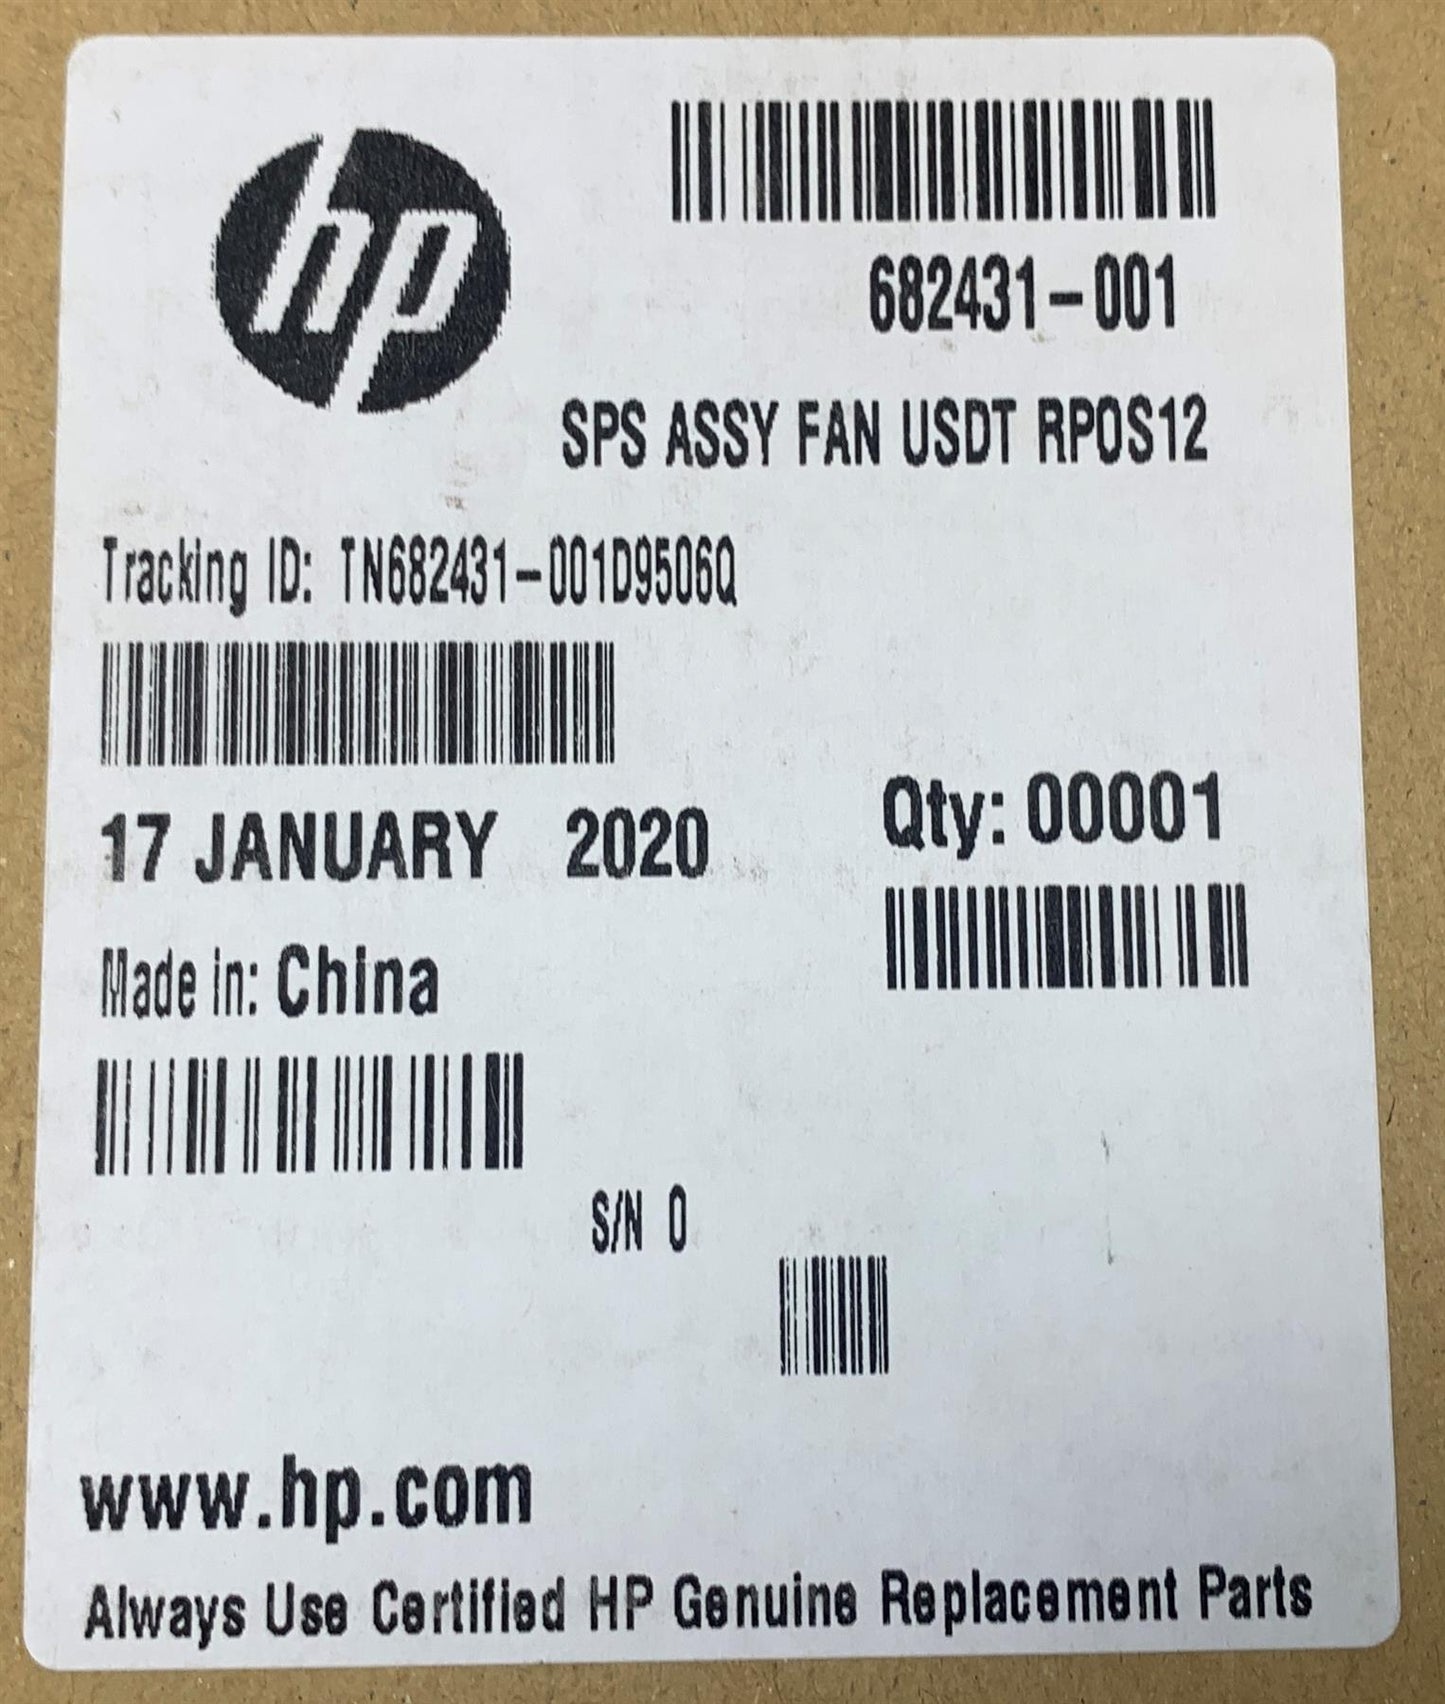 hp
682431-001
SPS ASSY FAN USDT RPOS12
Tracking ID: TN682431-001D9506Q
17 JANUARY 2020
Qty: 00001
Made in: China
S/N 0
www.hp.com
Always Use Certified HP Genuine Replacement Parts